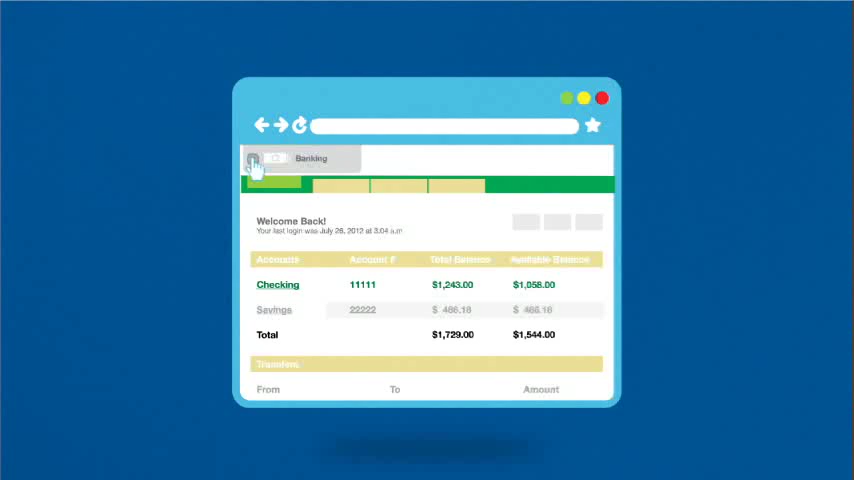 Banking
Welcome Back!
Your last login was July 26, 2012 at 3:04 a.m
Accounts Account # Total Balance Available Balance
Checking 11111 $1,243.00 $1,058.00
Savings 22222 $ 486.18 $ 486.18
Total $1,729.00 $1,544.00
Transfers
From To Amount